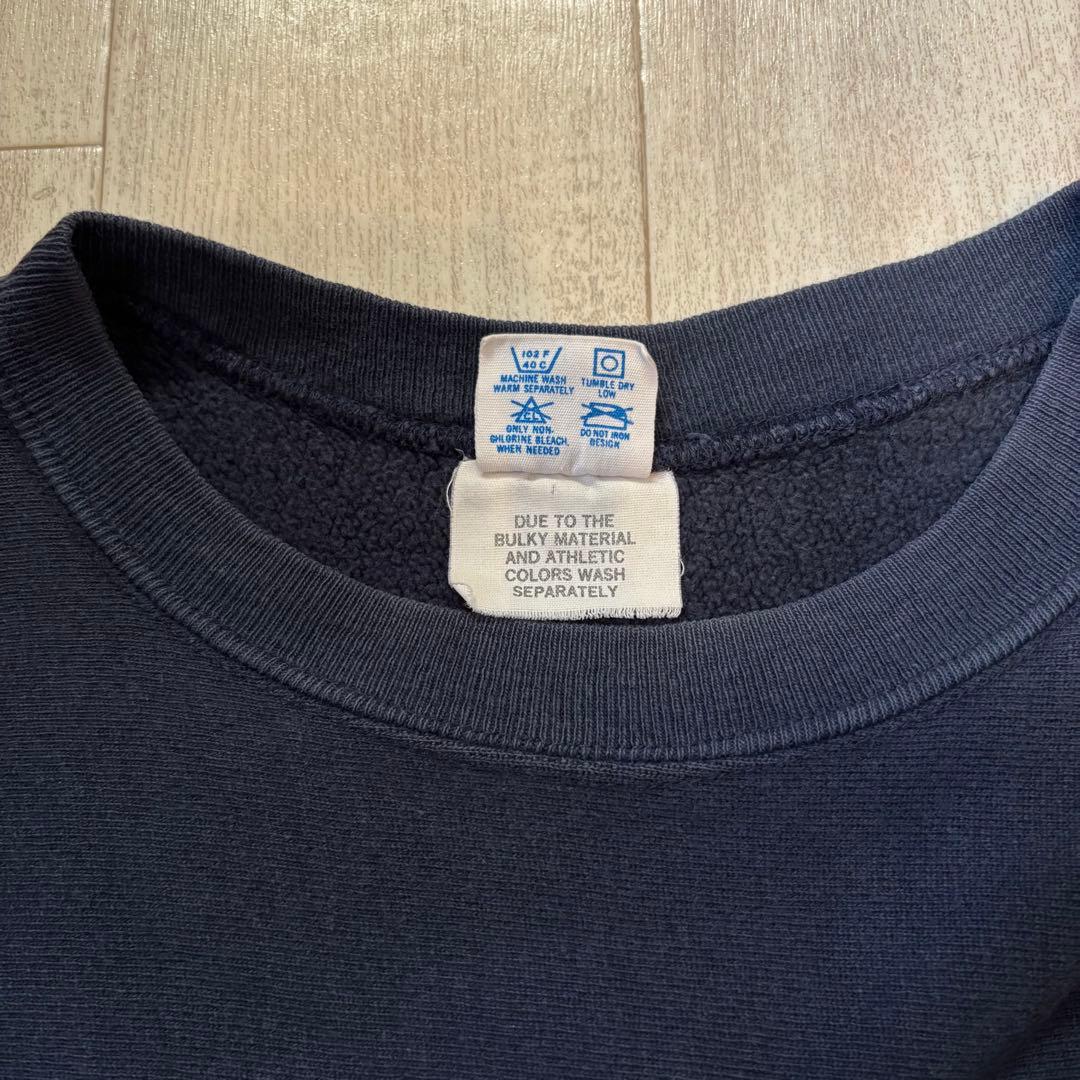 102 F
40 C
MACHINE WASH
WARM SEPARATELY
TUMBLE DRY
LOW
CL
ONLY NON-
CHLORINE BLEACH,
WHEN NEEDED
DO NOT IRON
DESIGN
DUE TO THE
BULKY MATERIAL
AND ATHLETIC
COLORS WASH
SEPARATELY